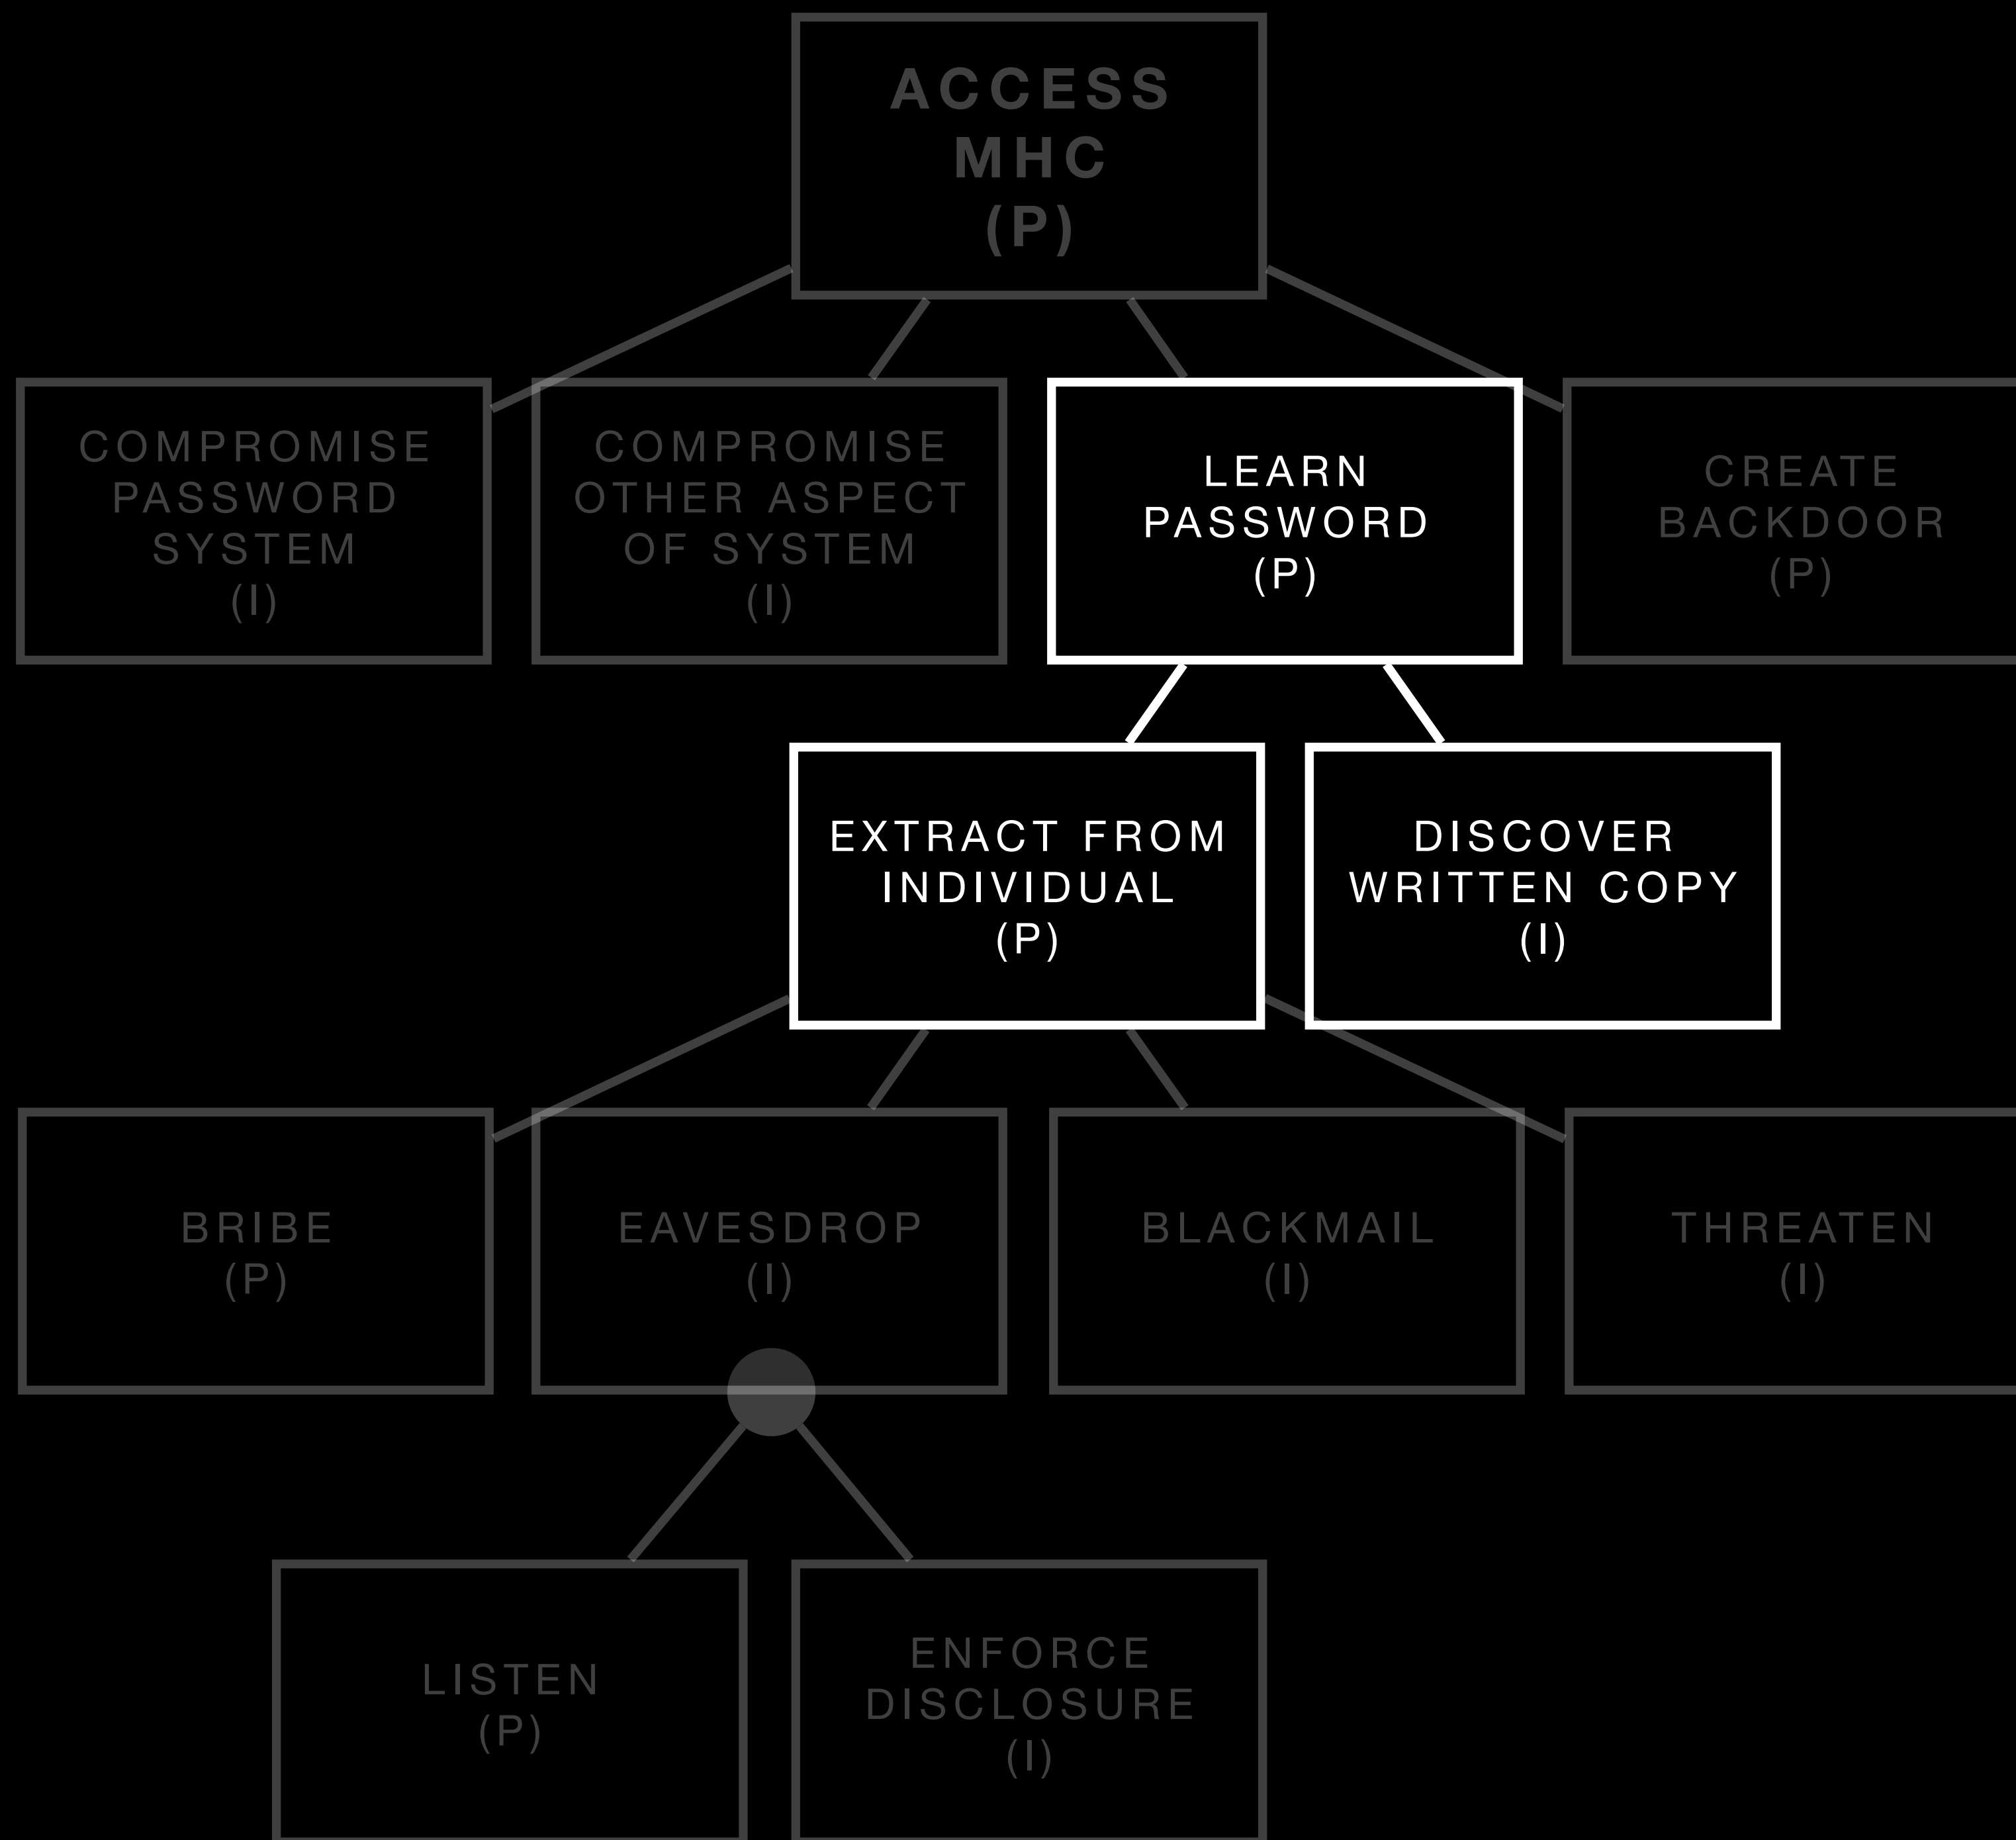 ACCESS
MHC
(P)
COMPROMISE
PASSWORD
SYSTEM
(I)
COMPROMISE
OTHER ASPECT
OF SYSTEM
(I)
LEARN
PASSWORD
(P)
CREATE
BACKDOOR
(P)
EXTRACT FROM
INDIVIDUAL
(P)
DISCOVER
WRITTEN COPY
(I)
BRIBE
(P)
EAVESDROP
(I)
BLACKMAIL
(I)
THREATEN
(I)
LISTEN
(P)
ENFORCE
DISCLOSURE
(I)